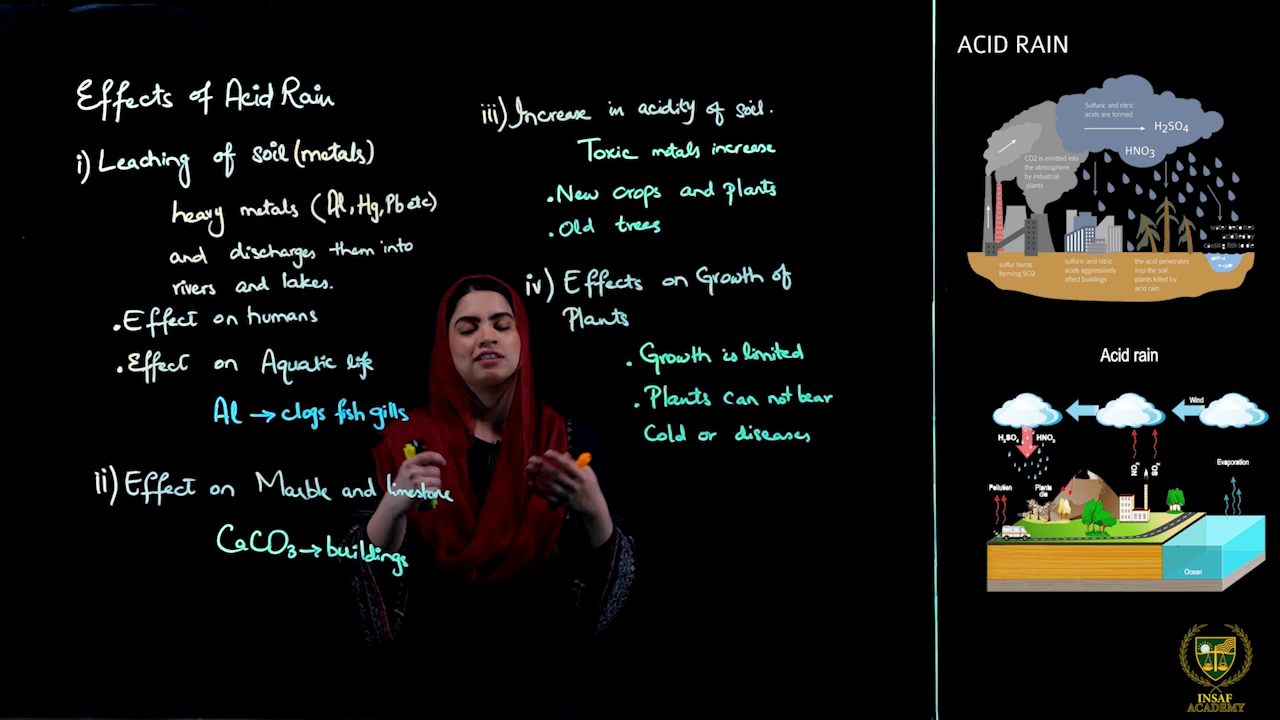 Effects of Acid Rain
i) Leaching of soil (metals)
heavy metals (Al, Hg, Pb etc)
and discharges them into
rivers and lakes.
. Effect on humans
. Effect on Aquatic life
Al → clogs fish gills
ii) Effect on Marble and limestone
CaCO3 → buildings
iii) Increase in acidity of soil.
Toxic metals increase
. New crops and plants
. Old trees
iv) Effects on Growth of
Plants
. Growth is limited
. Plants can not bear
Cold or diseases
ACID RAIN
Sulfuric and nitric
acids are formed
H2SO4
HNO3
CO2 is emitted into
the atmosphere
by industrial
plants
sulfur burns
forming SO2
sulfuric and nitric
acids aggressively
affect buildings
the acid penetrates
into the soil.
plants killed by
acid rain
Acid rain
Wind
H2SO4 HNO3
NOx
SO2
Evaporation
Pollution
Plants
die
Ocean
INSAF
ACADEMY